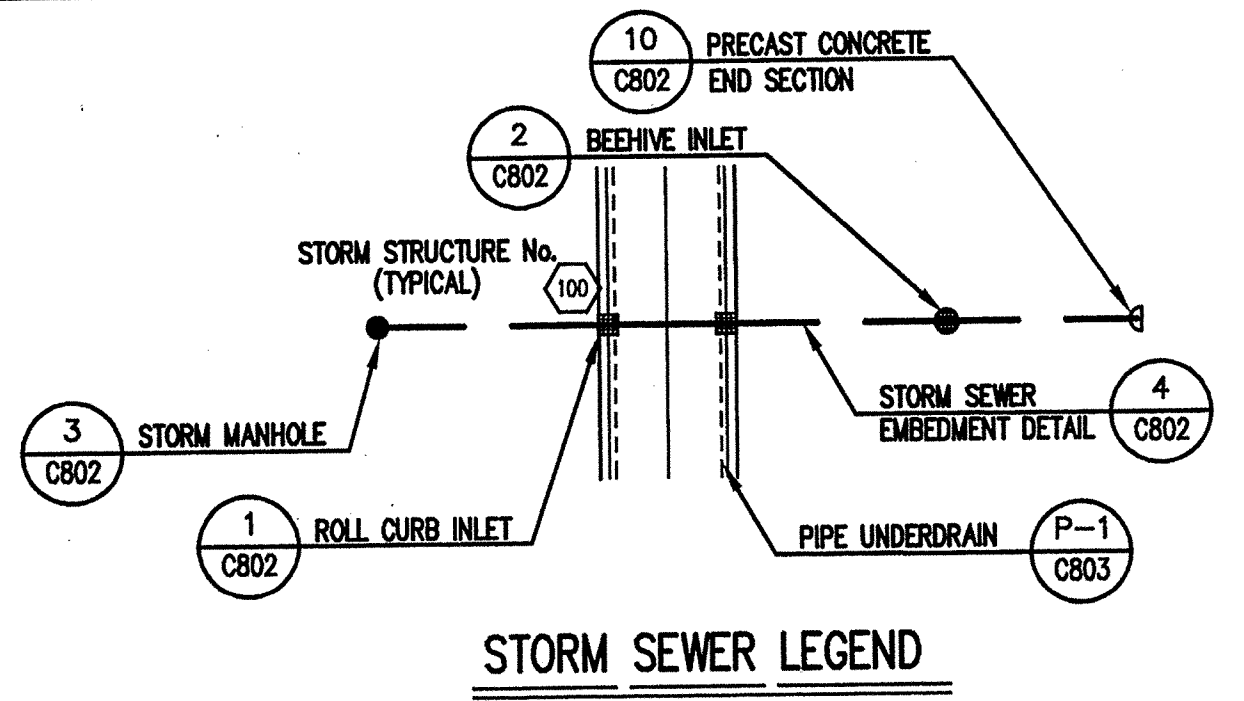 10
C802
PRECAST CONCRETE
END SECTION
2
C802
BEEHIVE INLET
STORM STRUCTURE No.
(TYPICAL)
100
3
C802
STORM MANHOLE
STORM SEWER
EMBEDMENT DETAIL
4
C802
1
C802
ROLL CURB INLET
PIPE UNDERDRAIN
P-1
C803
STORM SEWER LEGEND